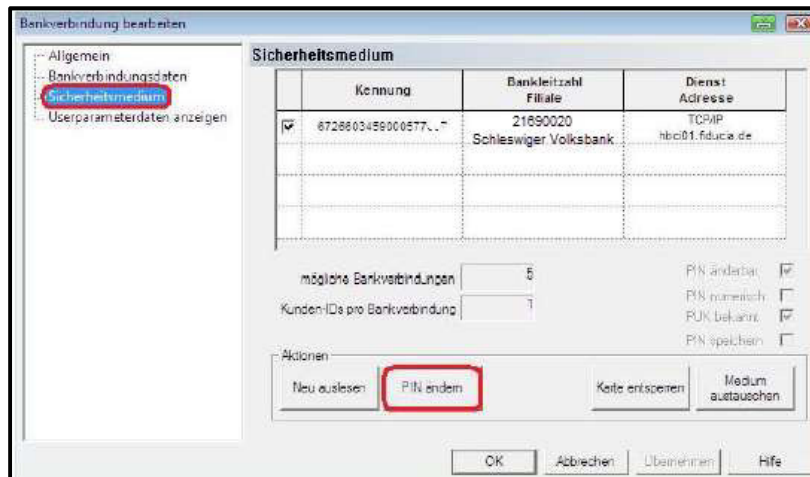 Bankverbindung bearbeiten
Allgemein
Bankverbindungsdaten
Sicherheitsmedium
Userparameterdaten anzeigen
Sicherheitsmedium
Kennung
Bankleitzahl
Filiale
Dienst
Adresse
21690020
Schleswiger Volksbank
TCP/IP
hbci01.fiducia.de
mögliche Bankverbindungen
5
Kunden-IDs pro Bankverbindung
1
PIN änderbar
PIN numerisch
PUK bekannt
PIN speichern
Aktionen
Neu auslesen
PIN ändern
Karte entsperren
Medium
austauschen
OK
Abbrechen
Übernehmen
Hilfe